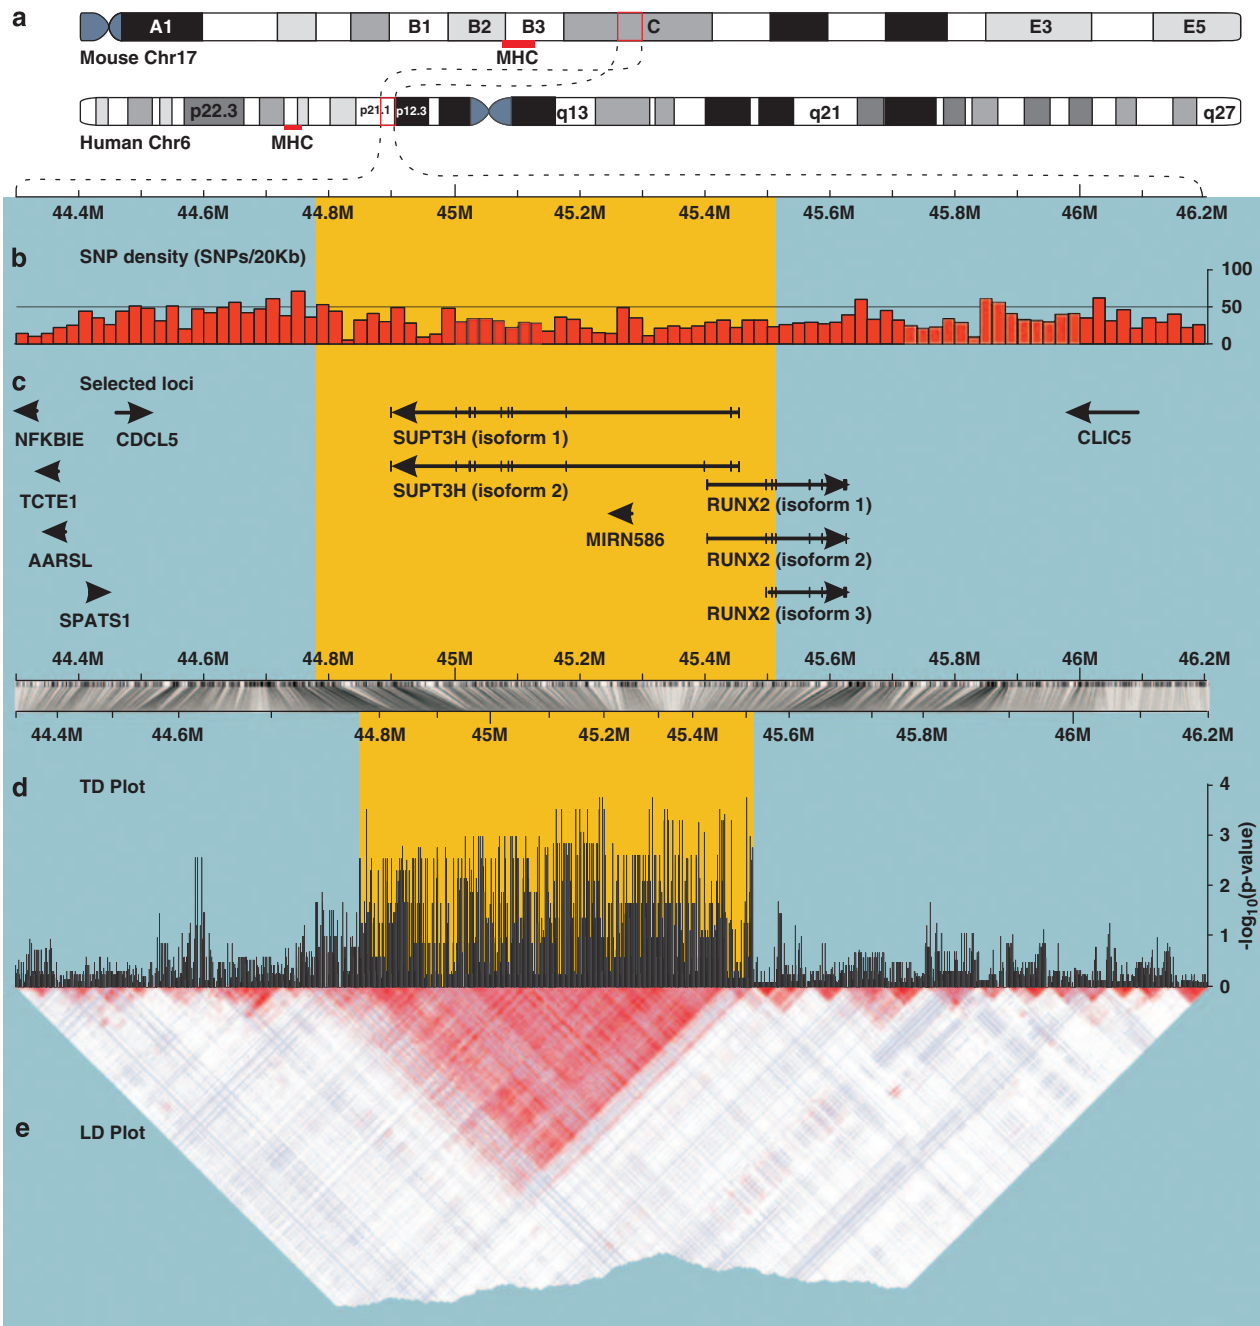 a
A1 B1 B2 B3 C E3 E5
Mouse Chr17 MHC
p22.3 p21.1 p12.3 q13 q21 q27
Human Chr6 MHC
44.4M 44.6M 44.8M 45M 45.2M 45.4M 45.6M 45.8M 46M 46.2M
b SNP density (SNPs/20Kb)
100
50
0
c Selected loci
NFKBIE CDCL5 SUPT3H (isoform 1) CLIC5
TCTE1 SUPT3H (isoform 2)
RUNX2 (isoform 1)
AARSL MIRN586 RUNX2 (isoform 2)
SPATS1 RUNX2 (isoform 3)
44.4M 44.6M 44.8M 45M 45.2M 45.4M 45.6M 45.8M 46M 46.2M
44.4M 44.6M 44.8M 45M 45.2M 45.4M 45.6M 45.8M 46M 46.2M
d TD Plot
4
3
2
1
0
-log10(p-value)
e LD Plot